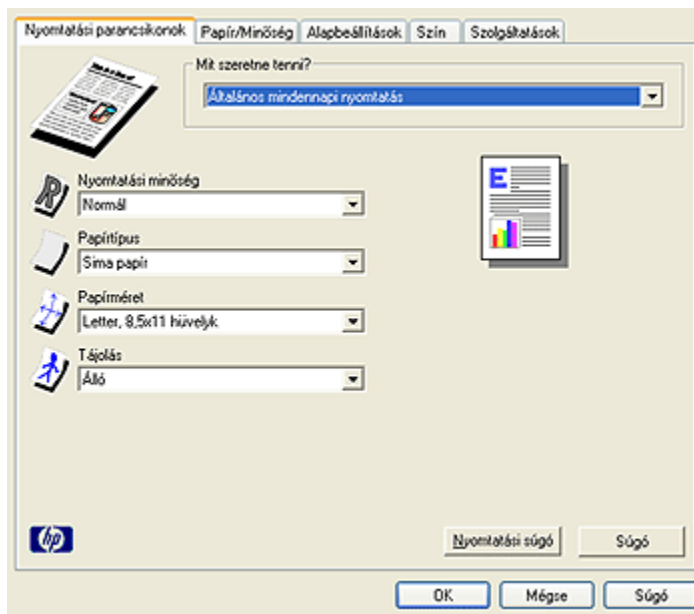 Nyomtatási parancsikonok Papír/Minőség Alapbeállítások Szín Szolgáltatások
Mit szeretne tenni?
Általános mindennapi nyomtatás
Nyomtatási minőség
Normál
Papírtípus
Sima papír
Papírméret
Letter, 8,5x11 hüvelyk
Tájolás
Álló
hp
Nyomtatási súgó Súgó
OK Mégse Súgó